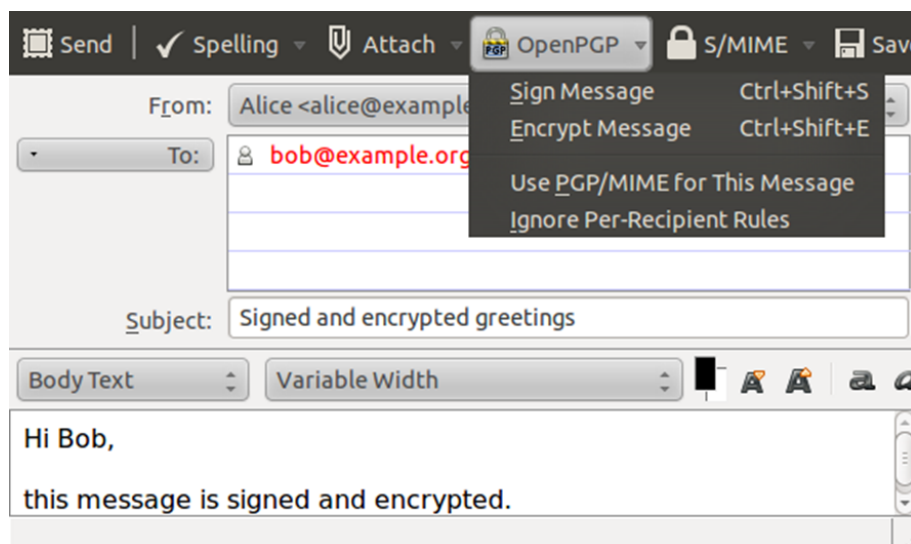 Send Spelling Attach OpenPGP S/MIME Save
PGP
Sign Message Ctrl+Shift+S
Encrypt Message Ctrl+Shift+E
Use PGP/MIME for This Message
Ignore Per-Recipient Rules
From: Alice <alice@example
To: bob@example.org
Subject: Signed and encrypted greetings
Body Text Variable Width
Hi Bob,
this message is signed and encrypted.